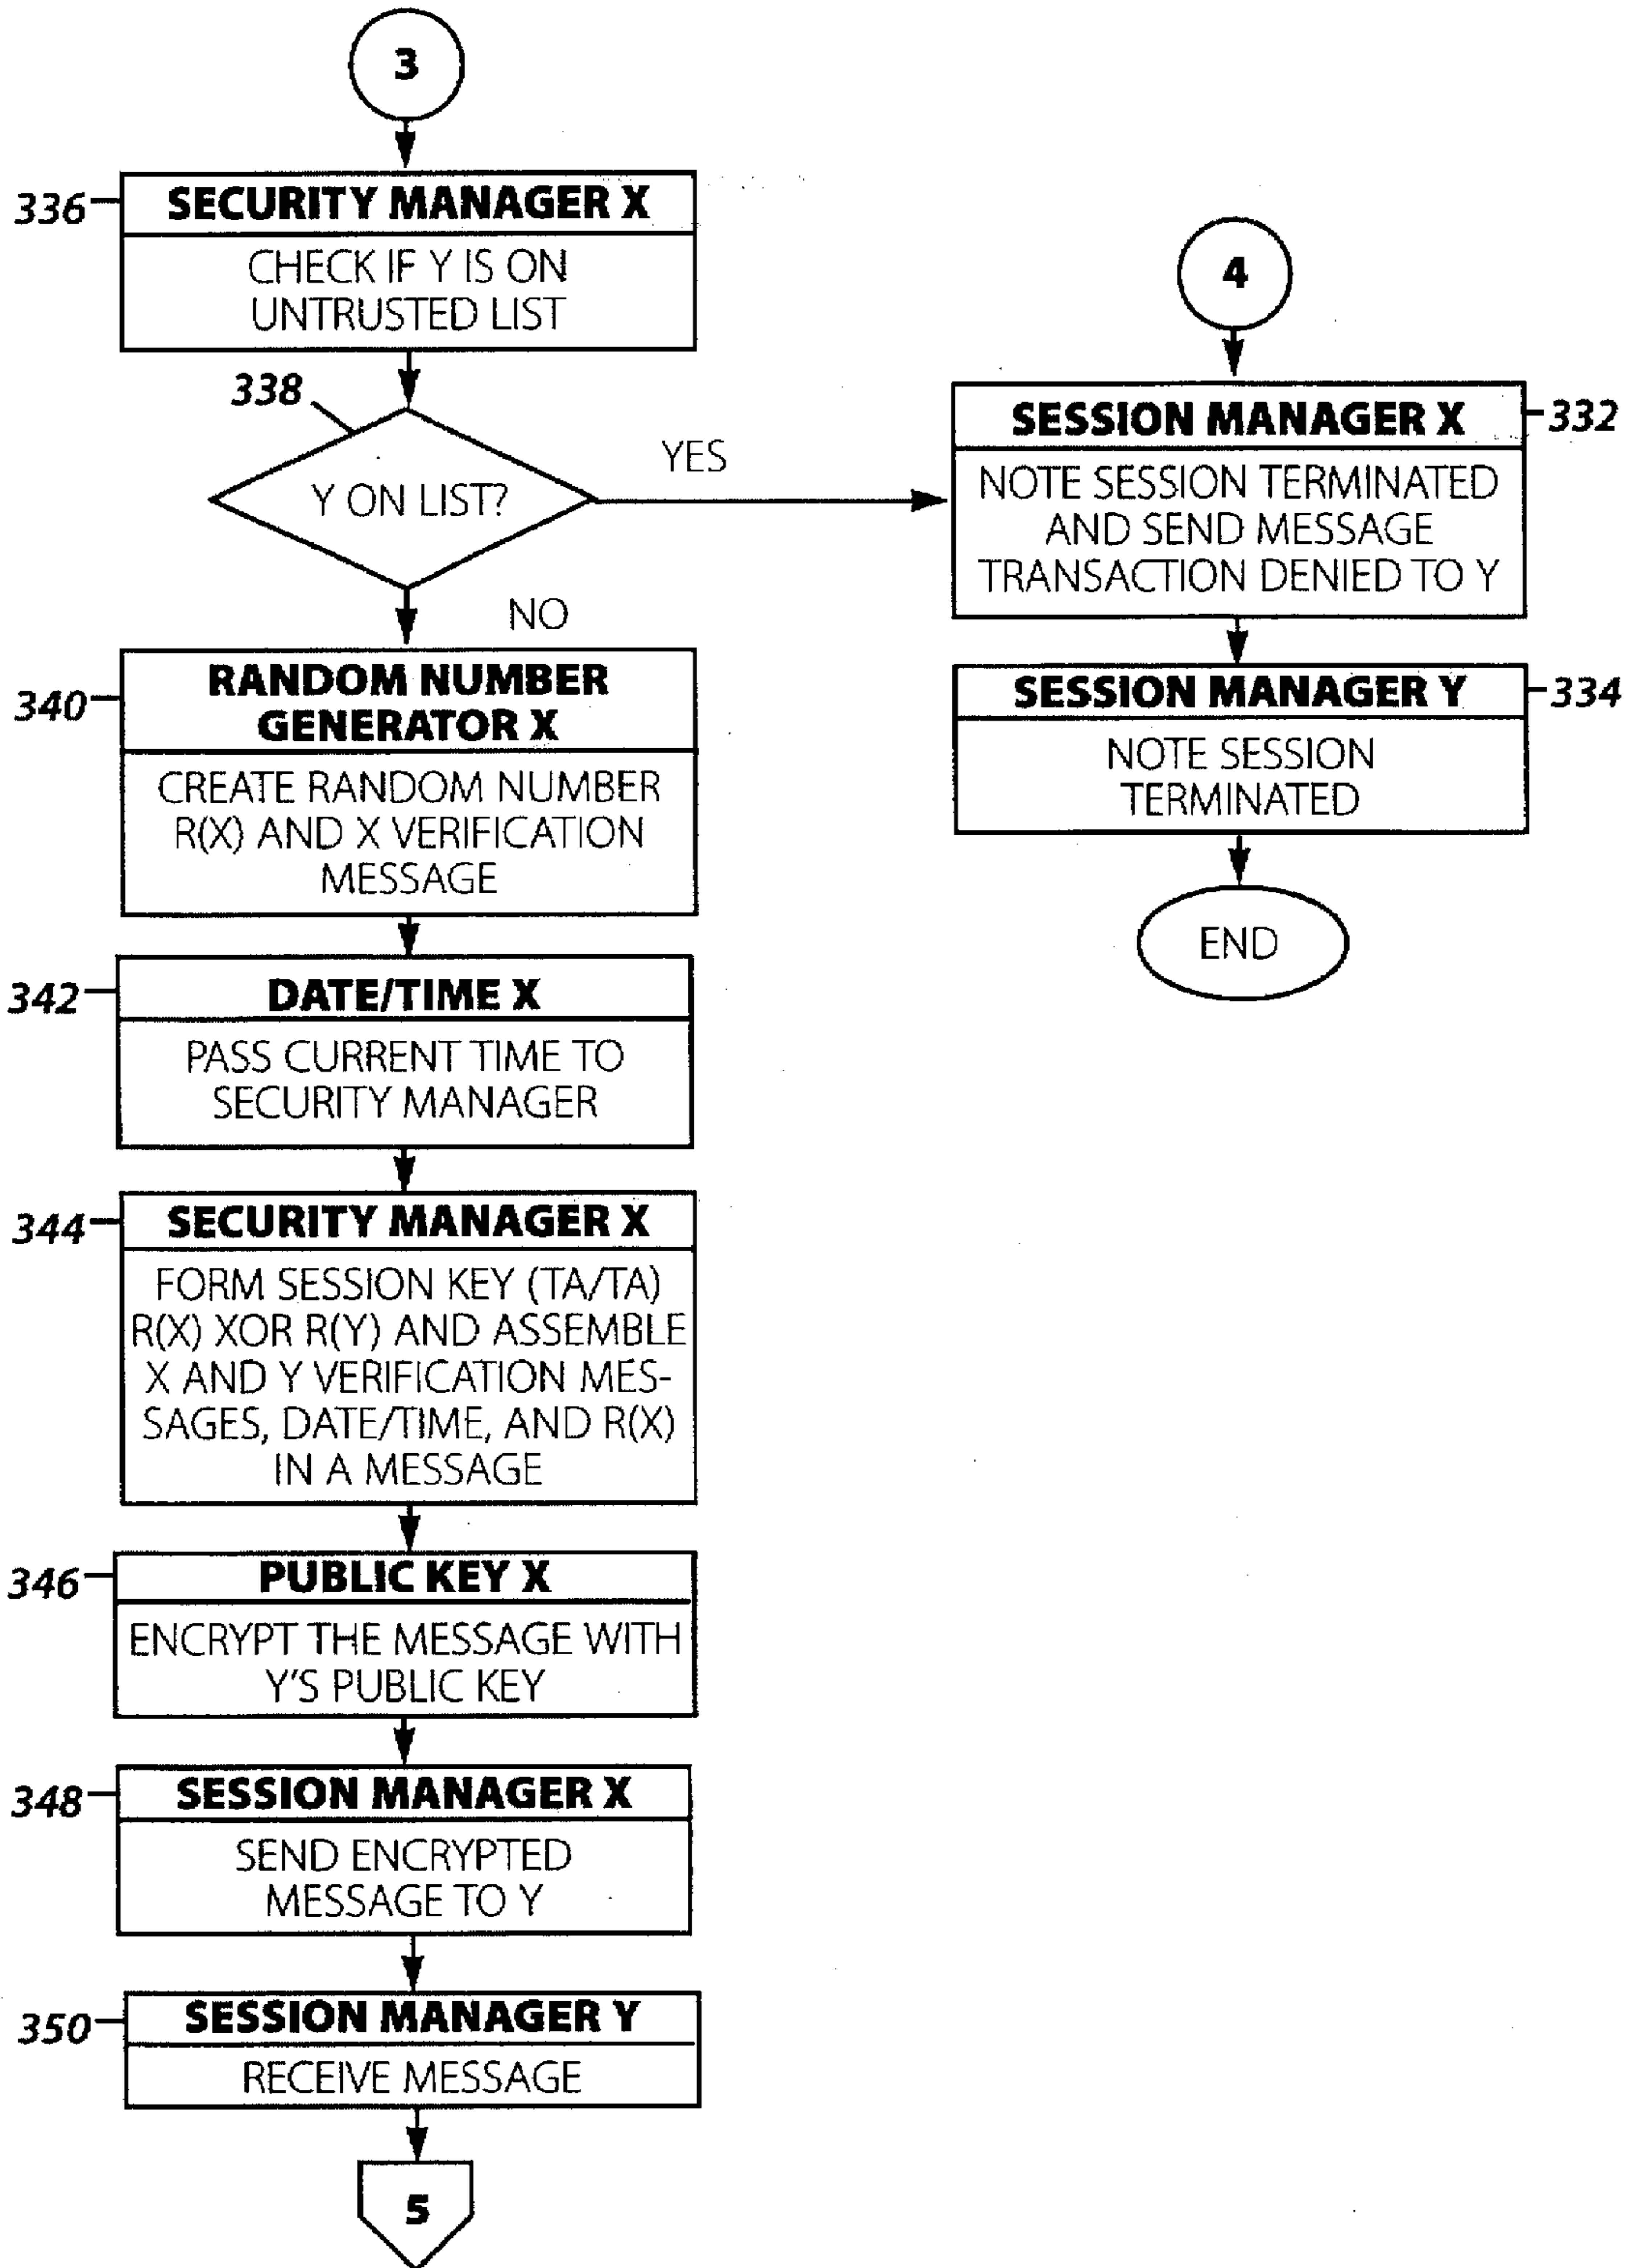 3
336
SECURITY MANAGER X
CHECK IF Y IS ON
UNTRUSTED LIST
338
Y ON LIST?
YES
NO
4
SESSION MANAGER X
332
NOTE SESSION TERMINATED
AND SEND MESSAGE
TRANSACTION DENIED TO Y
SESSION MANAGER Y
334
NOTE SESSION
TERMINATED
END
340
RANDOM NUMBER
GENERATOR X
CREATE RANDOM NUMBER
R(X) AND X VERIFICATION
MESSAGE
342
DATE/TIME X
PASS CURRENT TIME TO
SECURITY MANAGER
344
SECURITY MANAGER X
FORM SESSION KEY (TA/TA)
R(X) XOR R(Y) AND ASSEMBLE
X AND Y VERIFICATION MES-
SAGES, DATE/TIME, AND R(X)
IN A MESSAGE
346
PUBLIC KEY X
ENCRYPT THE MESSAGE WITH
Y'S PUBLIC KEY
348
SESSION MANAGER X
SEND ENCRYPTED
MESSAGE TO Y
350
SESSION MANAGER Y
RECEIVE MESSAGE
5